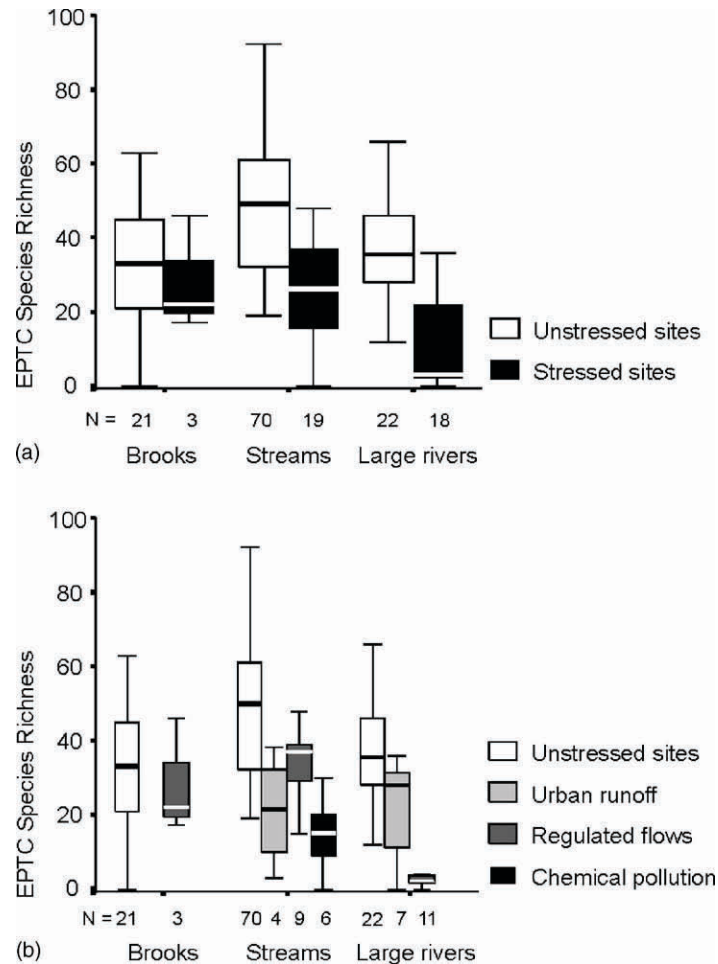 100
80
60
40
20
0
EPTC Species Richness
Unstressed sites
Stressed sites
N = 21 3 70 19 22 18
(a) Brooks Streams Large rivers
100
80
60
40
20
0
EPTC Species Richness
Unstressed sites
Urban runoff
Regulated flows
Chemical pollution
N = 21 3 70 4 9 6 22 7 11
(b) Brooks Streams Large rivers